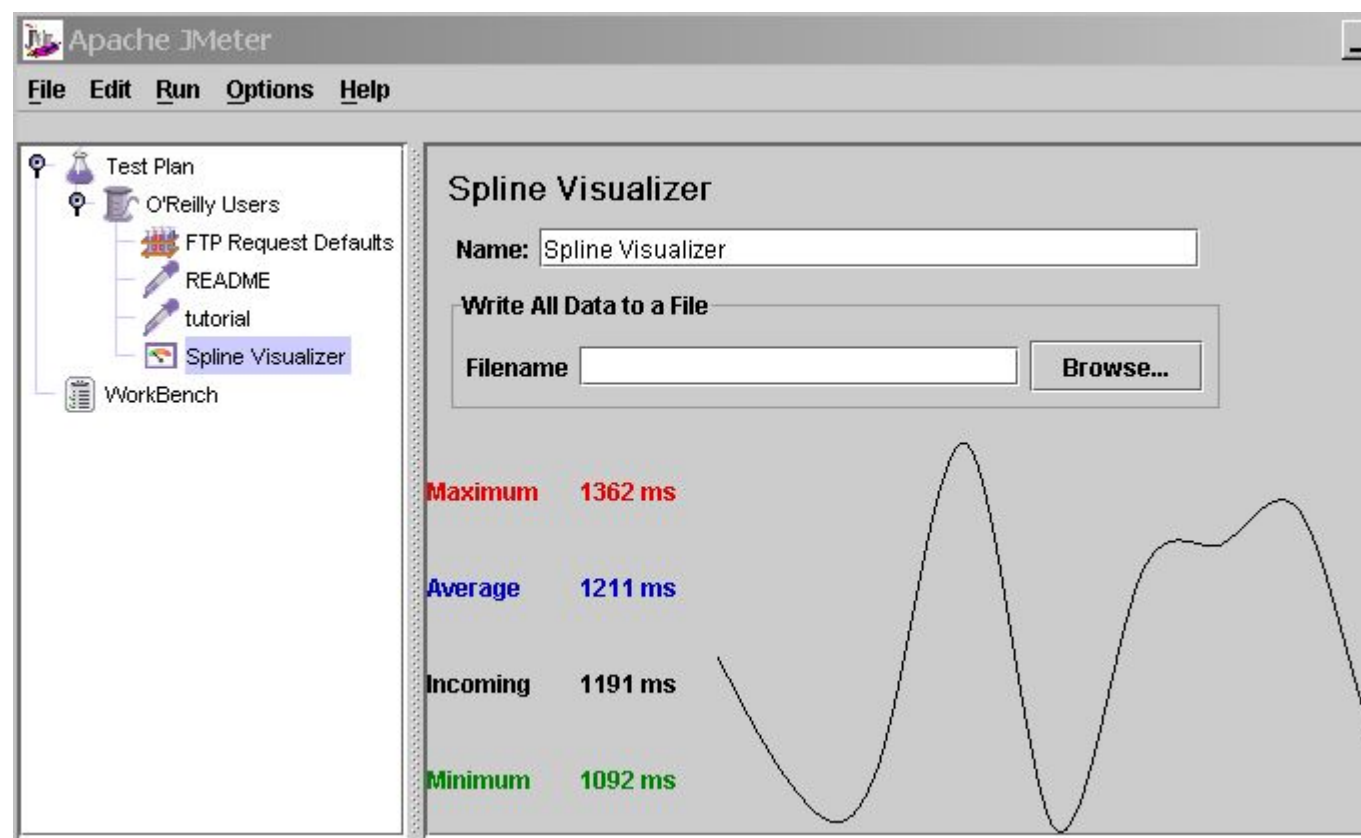 Apache JMeter
File Edit Run Options Help
Test Plan
O'Reilly Users
FTP Request Defaults
README
tutorial
Spline Visualizer
WorkBench
Spline Visualizer
Name: Spline Visualizer
Write All Data to a File
Filename Browse...
Maximum 1362 ms
Average 1211 ms
Incoming 1191 ms
Minimum 1092 ms